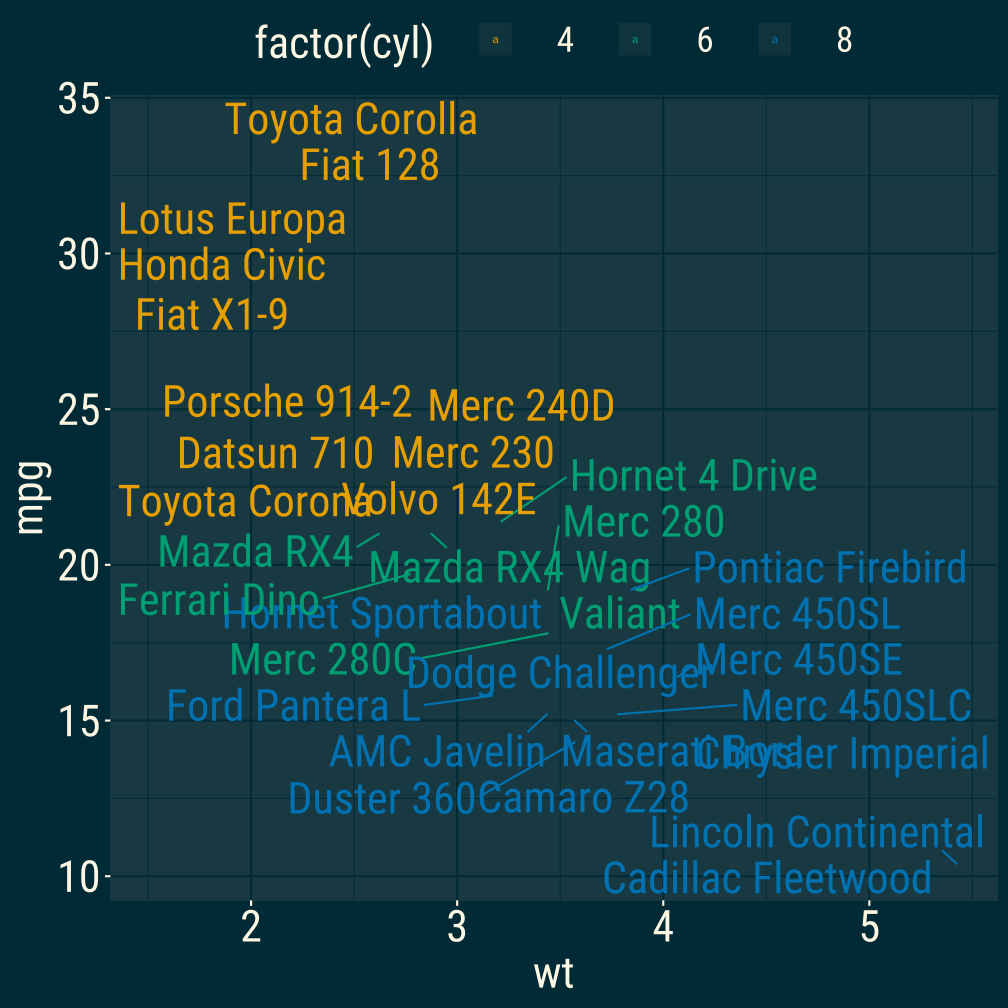 factor(cyl) a 4 a 6 a 8
35
Toyota Corolla
Fiat 128
Lotus Europa
30
Honda Civic
Fiat X1-9
25
Porsche 914-2 Merc 240D
Datsun 710 Merc 230
Hornet 4 Drive
mpg
Toyota Corona Volvo 142E
Merc 280
20
Mazda RX4 Mazda RX4 Wag Pontiac Firebird
Ferrari Dino Hornet Sportabout Valiant Merc 450SL
Merc 280C Dodge Challenger Merc 450SE
15
Ford Pantera L Merc 450SLC
AMC Javelin Maserati Bora Chrysler Imperial
Duster 360 Camaro Z28
Lincoln Continental
10
Cadillac Fleetwood
2 3 4 5
wt